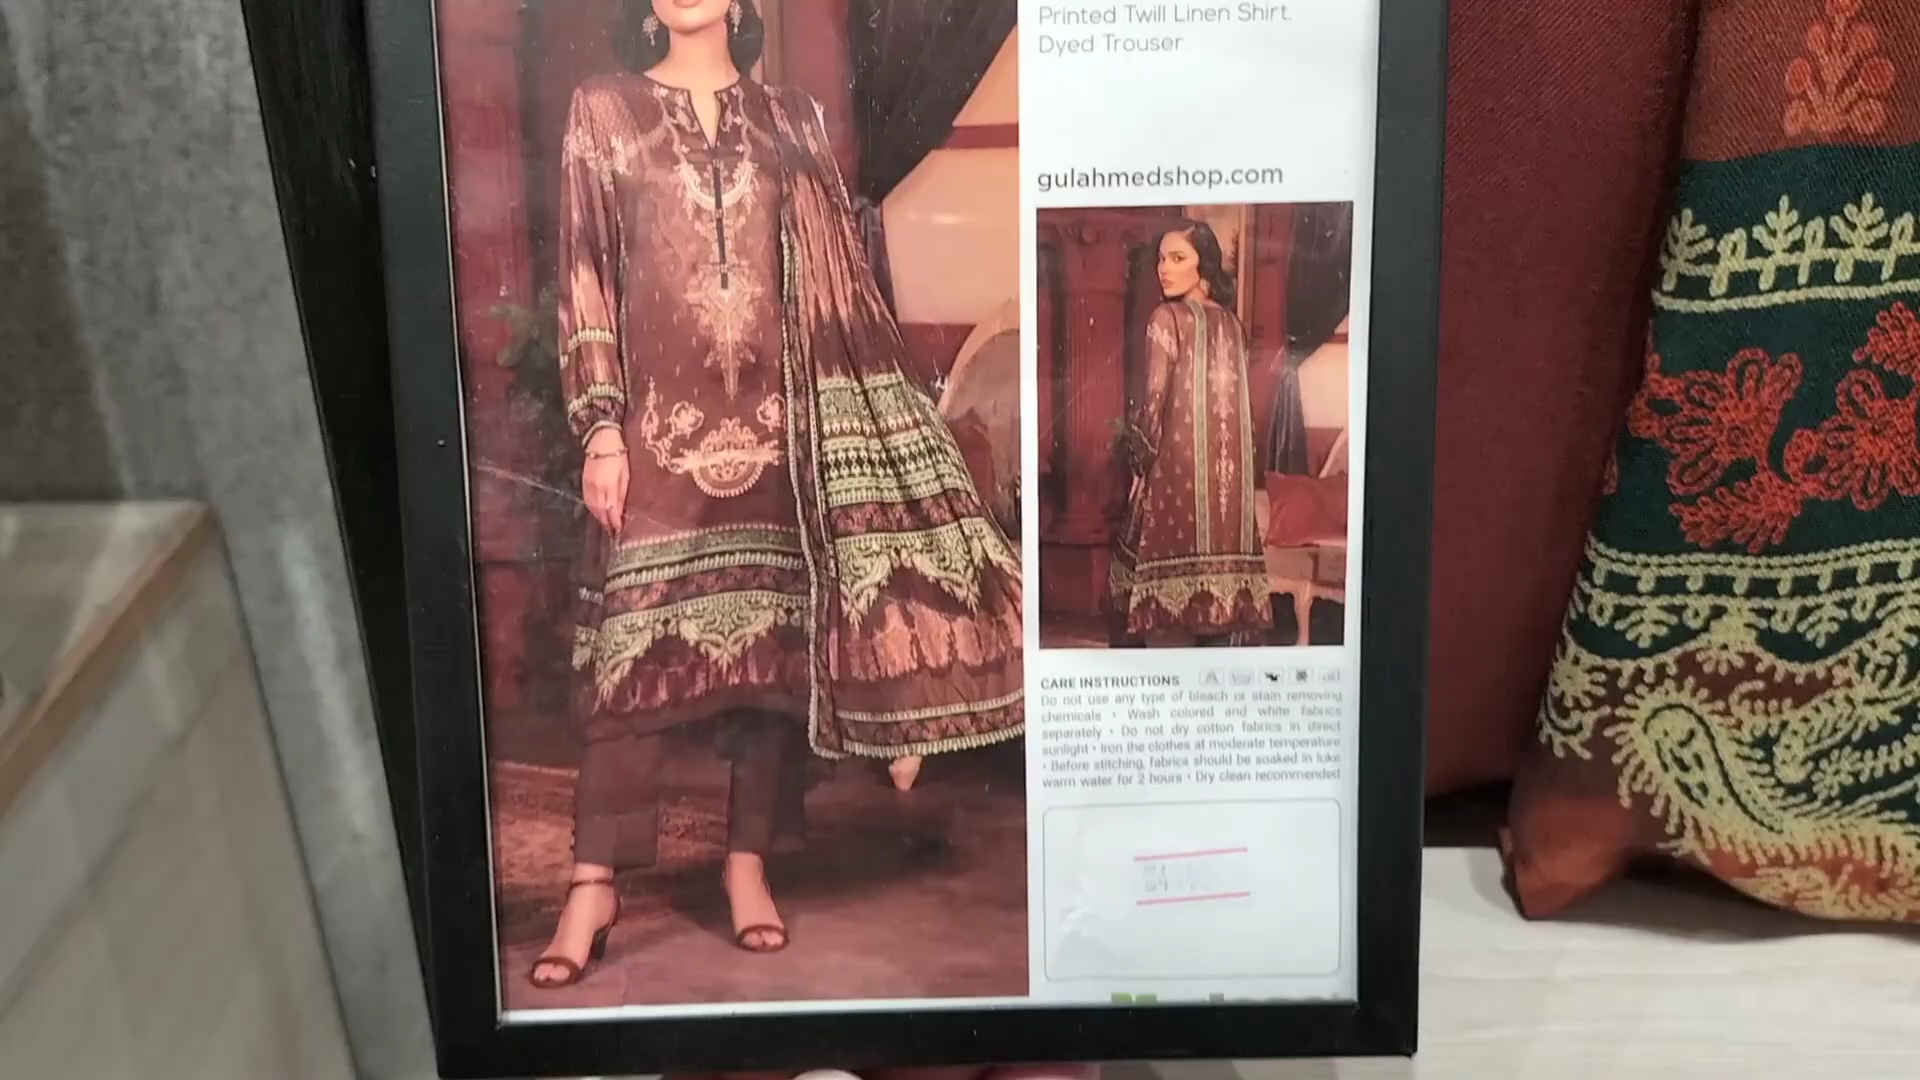 Printed Twill Linen Shirt.
Dyed Trouser
gulahmedshop.com
CARE INSTRUCTIONS
Do not use any type of bleach or stain removing
chemicals • Wash colored and white fabrics
separately • Do not dry cotton fabrics in direct
sunlight • Iron the clothes at moderate temperature
• Before stitching, fabrics should be soaked in luke
warm water for 2 hours • Dry clean recommended